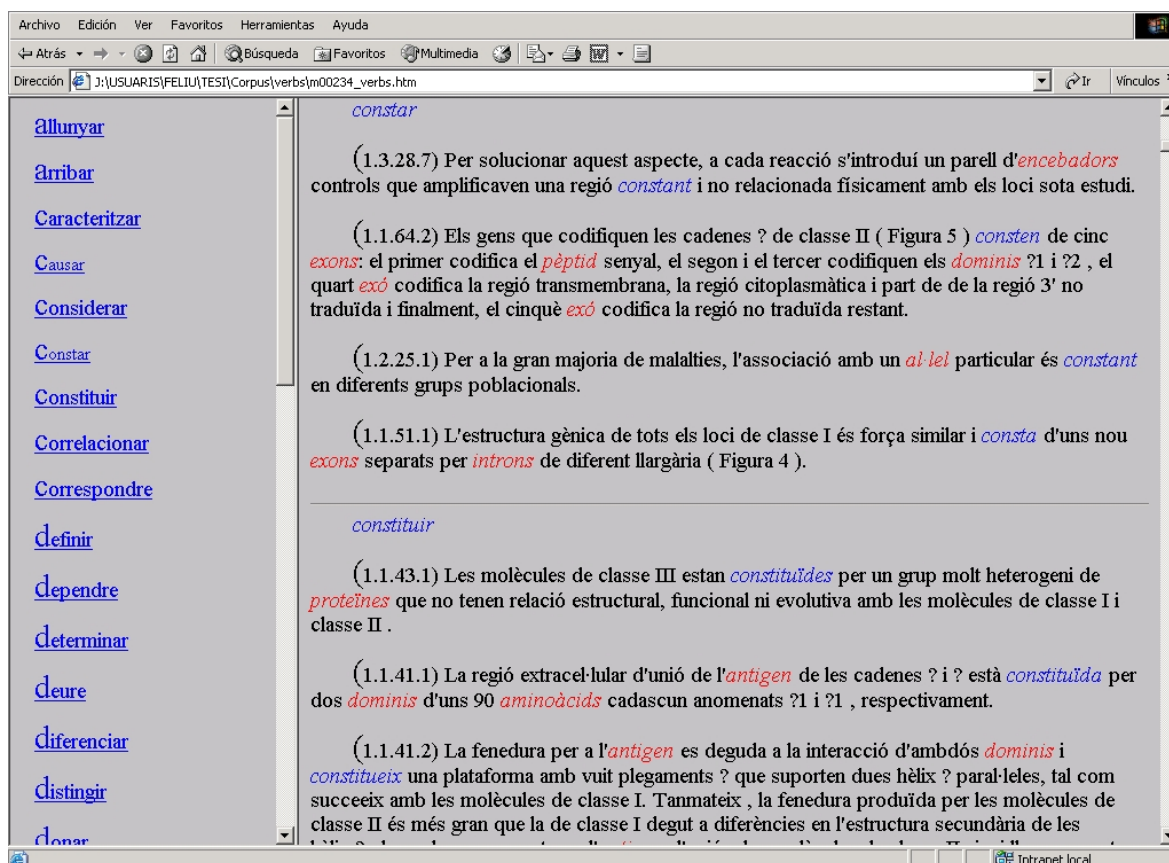 Archivo Edición Ver Favoritos Herramientas Ayuda
Atrás Búsqueda Favoritos Multimedia
Dirección J:\USUARIS\FELIU\TESI\Corpus\verbs\m00234_verbs.htm Ir Vínculos
allunyar
arribar
Caracteritzar
Causar
Considerar
Constar
Constituir
Correlacionar
Correspondre
definir
dependre
determinar
deure
diferenciar
distingir
donar
constar
(1.3.28.7) Per solucionar aquest aspecte, a cada reacció s'introduí un parell d'encebadors
controls que amplificaven una regió constant i no relacionada físicament amb els loci sota estudi.
(1.1.64.2) Els gens que codifiquen les cadenes ? de classe II ( Figura 5 ) consten de cinc
exons: el primer codifica el pèptid senyal, el segon i el tercer codifiquen els dominis ?1 i ?2 , el
quart exó codifica la regió transmembrana, la regió citoplasmàtica i part de de la regió 3' no
traduïda i finalment, el cinquè exó codifica la regió no traduïda restant.
(1.2.25.1) Per a la gran majoria de malalties, l'associació amb un al·lel particular és constant
en diferents grups poblacionals.
(1.1.51.1) L'estructura gènica de tots els loci de classe I és força similar i consta d'uns nou
exons separats per introns de diferent llargària ( Figura 4 ).
constituir
(1.1.43.1) Les molècules de classe III estan constituïdes per un grup molt heterogeni de
proteïnes que no tenen relació estructural, funcional ni evolutiva amb les molècules de classe I i
classe II .
(1.1.41.1) La regió extracel·lular d'unió de l'antigen de les cadenes ? i ? està constituïda per
dos dominis d'uns 90 aminoàcids cadascun anomenats ?1 i ?1 , respectivament.
(1.1.41.2) La fenedura per a l'antigen es deguda a la interacció d'ambdós dominis i
constitueix una plataforma amb vuit plegaments ? que suporten dues hèlix ? paral·leles, tal com
succeeix amb les molècules de classe I. Tanmateix , la fenedura produïda per les molècules de
classe II és més gran que la de classe I degut a diferències en l'estructura secundària de les
Intranet local